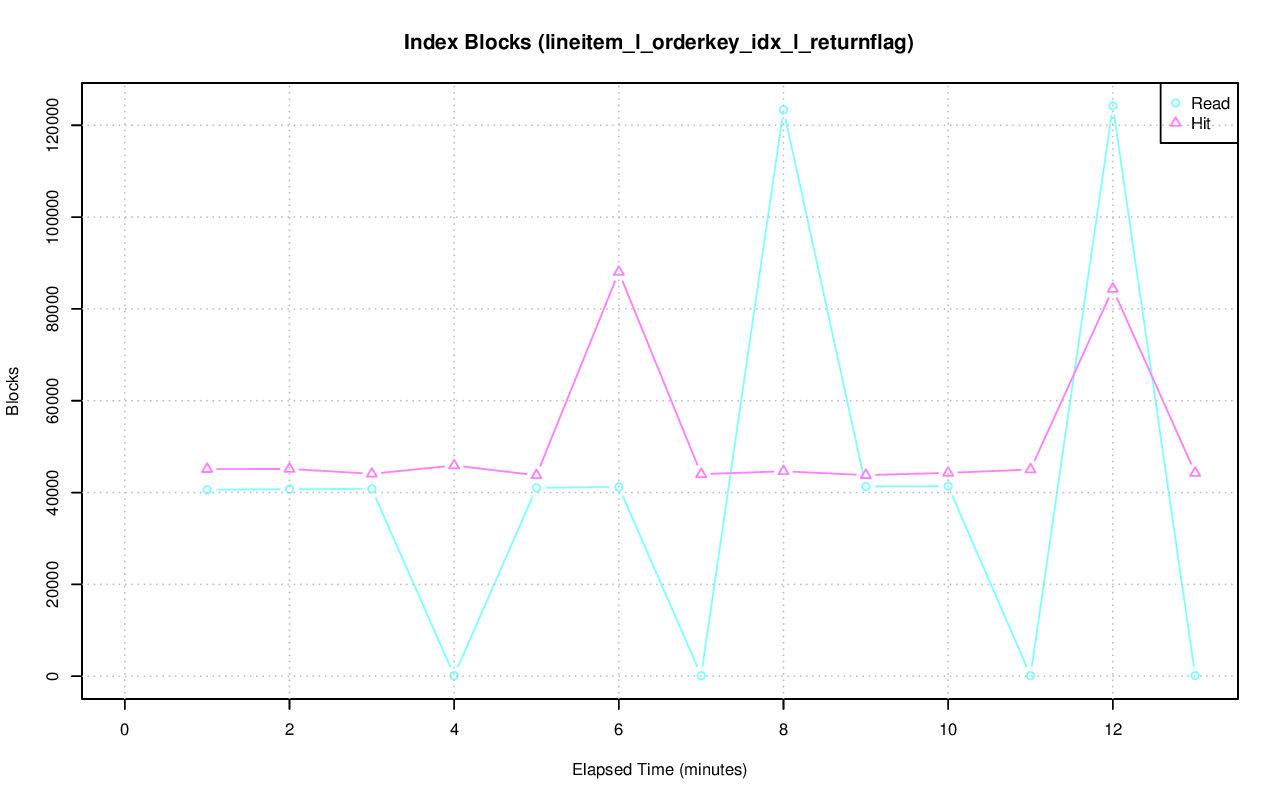 Index Blocks (lineitem_l_orderkey_idx_l_returnflag)
Read
Hit
120000
100000
80000
60000
40000
20000
0
Blocks
0 2 4 6 8 10 12
Elapsed Time (minutes)